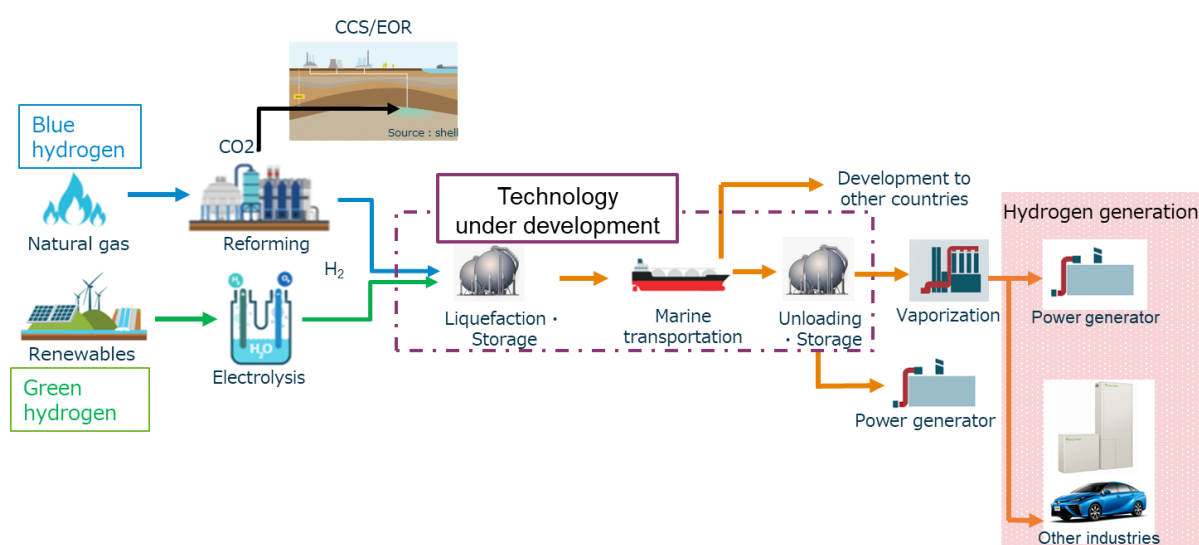 CCS/EOR
Source : shell
Blue
hydrogen
CO2
Natural gas
Reforming
H2
Technology
under development
Development to
other countries
Hydrogen generation
Liquefaction・
Storage
Marine
transportation
Unloading
・Storage
Vaporization
Power generator
Renewables
H₂O
Electrolysis
Green
hydrogen
Power generator
Other industries